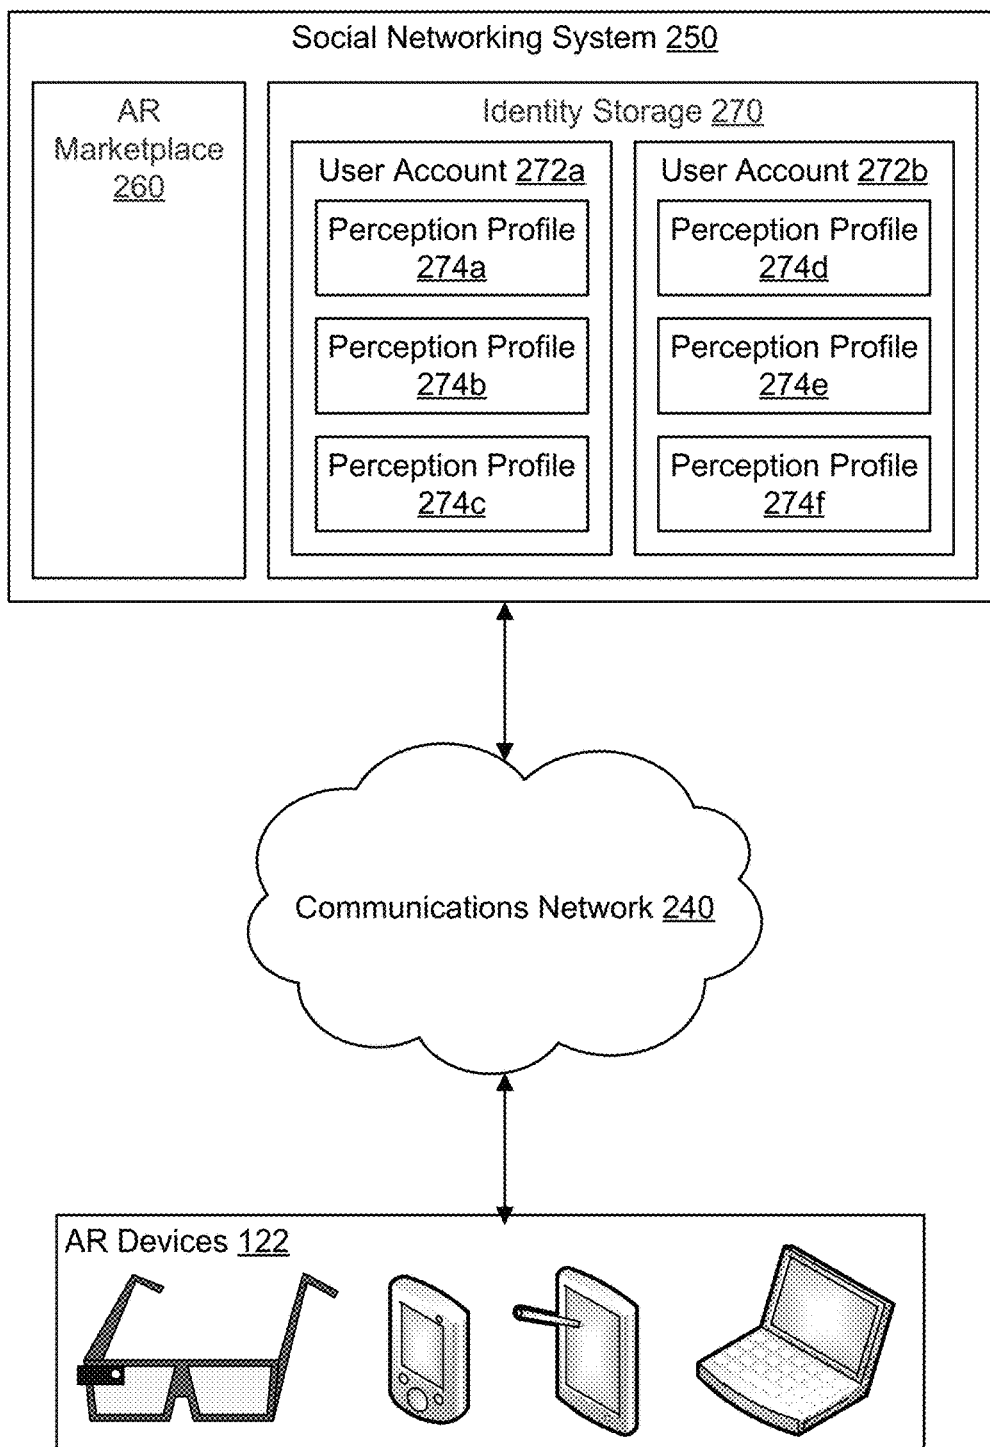 Social Networking System 250
AR
Marketplace
260
Identity Storage 270
User Account 272a
Perception Profile
274a
Perception Profile
274b
Perception Profile
274c
User Account 272b
Perception Profile
274d
Perception Profile
274e
Perception Profile
274f
Communications Network 240
AR Devices 122